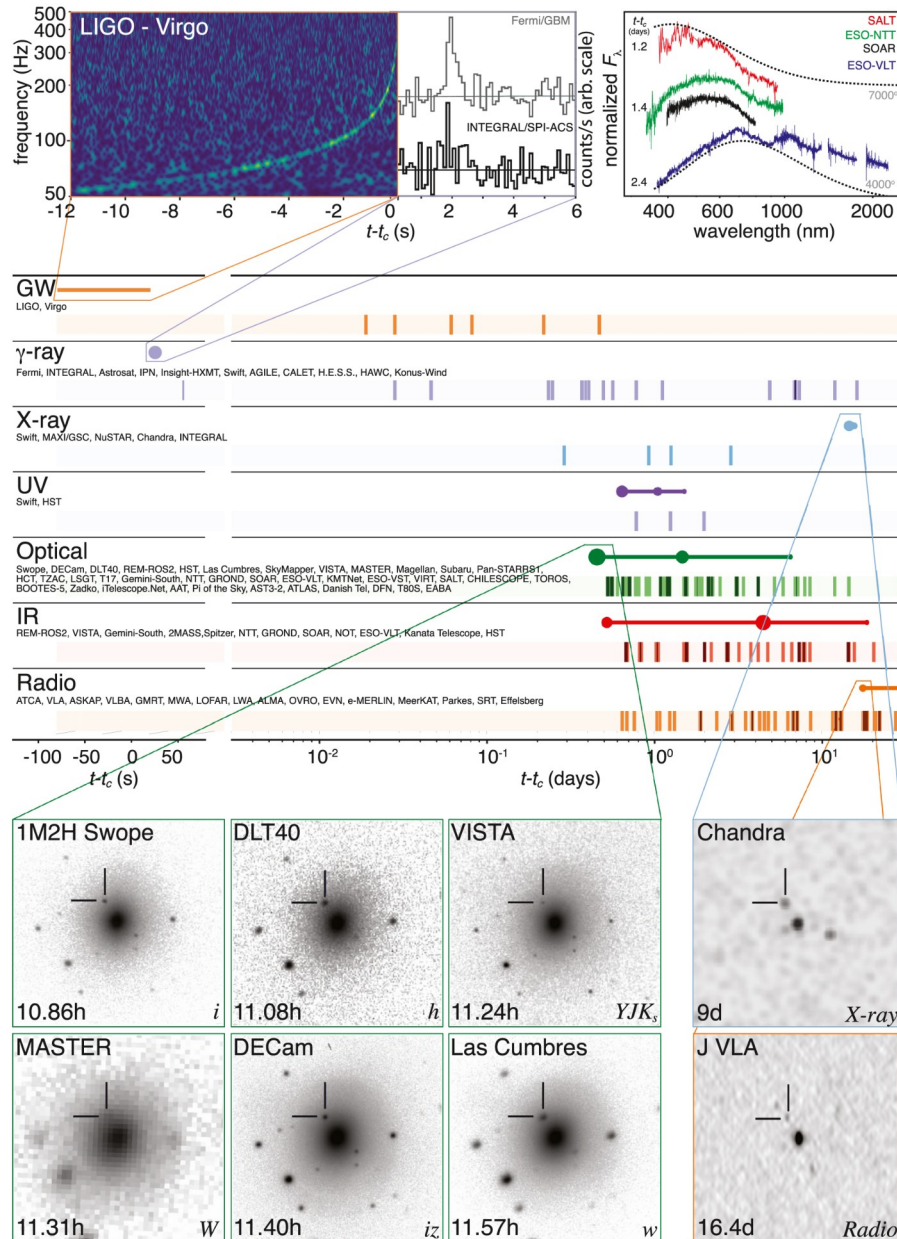 LIGO - Virgo
frequency (Hz)
500
400
300
200
100
50
-12 -10 -8 -6 -4 -2 0 2 4 6
t-tc (s)
Fermi/GBM
INTEGRAL/SPI-ACS
counts/s (arb. scale)
normalized Fλ
t-tc
(days)
1.2
1.4
2.4
SALT
ESO-NTT
SOAR
ESO-VLT
7000°
4000°
400 600 1000 2000
wavelength (nm)
GW
LIGO, Virgo
γ-ray
Fermi, INTEGRAL, Astrosat, IPN, Insight-HXMT, Swift, AGILE, CALET, H.E.S.S., HAWC, Konus-Wind
X-ray
Swift, MAXI/GSC, NuSTAR, Chandra, INTEGRAL
UV
Swift, HST
Optical
Swope, DECam, DLT40, REM-ROS2, HST, Las Cumbres, SkyMapper, VISTA, MASTER, Magellan, Subaru, Pan-STARRS1,
HCT, TZAC, LSGT, T17, Gemini-South, NTT, GROND, SOAR, ESO-VLT, KMTNet, ESO-VST, VIRT, SALT, CHILESCOPE, TOROS,
BOOTES-5, Zadko, iTelescope.Net, AAT, Pi of the Sky, AST3-2, ATLAS, Danish Tel, DFN, T80S, EABA
IR
REM-ROS2, VISTA, Gemini-South, 2MASS,Spitzer, NTT, GROND, SOAR, NOT, ESO-VLT, Kanata Telescope, HST
Radio
ATCA, VLA, ASKAP, VLBA, GMRT, MWA, LOFAR, LWA, ALMA, OVRO, EVN, e-MERLIN, MeerKAT, Parkes, SRT, Effelsberg
-100 -50 0 50 10⁻² 10⁻¹ 10⁰ 10¹
t-tc (s) t-tc (days)
1M2H Swope
10.86h i
DLT40
11.08h h
VISTA
11.24h YJKs
Chandra
9d X-ray
MASTER
11.31h W
DECam
11.40h iz
Las Cumbres
11.57h w
J VLA
16.4d Radio